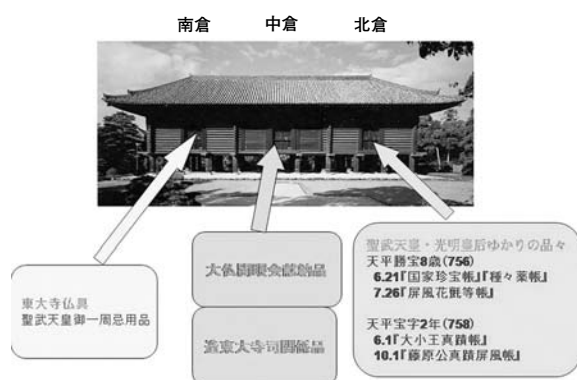 南倉 中倉 北倉
東大寺仏具
聖武天皇御一周忌用品
大仏開眼会献納品
造東大寺司関係品
聖武天皇・光明皇后ゆかりの品々
天平勝宝8歳(756)
6.21『国家珍宝帳』『種々薬帳』
7.26『屏風花氈等帳』
天平宝字2年(758)
6.1『大小王真蹟帳』
10.1『藤原公真蹟屏風帳』